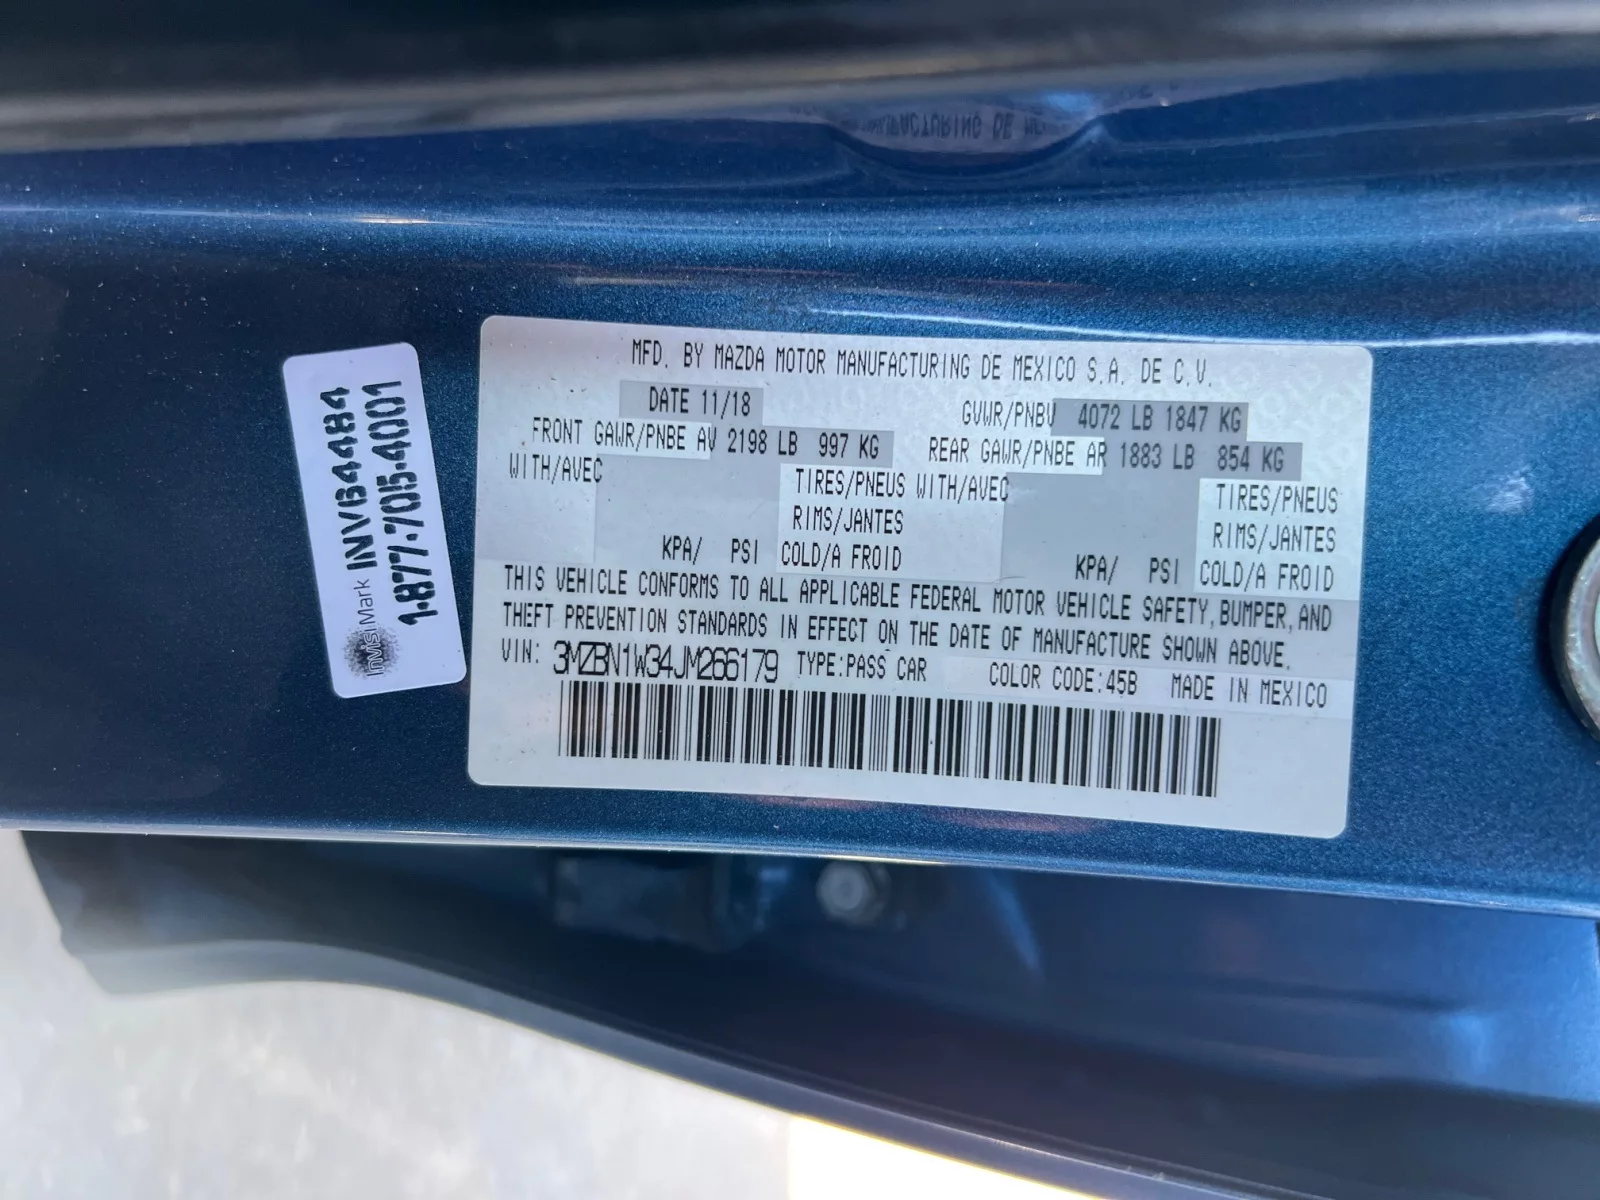 MFD. BY MAZDA MOTOR MANUFACTURING DE MEXICO S.A. DE C.V.
DATE 11/18 GVWR/PNBV 4072 LB 1847 KG
FRONT GAWR/PNBE AV 2198 LB 997 KG REAR GAWR/PNBE AR 1883 LB 854 KG
WITH/AVEC TIRES/PNEUS WITH/AVEC TIRES/PNEUS
RIMS/JANTES RIMS/JANTES
KPA/ PSI COLD/A FROID KPA/ PSI COLD/A FROID
THIS VEHICLE CONFORMS TO ALL APPLICABLE FEDERAL MOTOR VEHICLE SAFETY, BUMPER, AND
THEFT PREVENTION STANDARDS IN EFFECT ON THE DATE OF MANUFACTURE SHOWN ABOVE.
VIN: 3MZBN1W34JM266179 TYPE:PASS CAR COLOR CODE:45B MADE IN MEXICO
InvisiMark INVB4484
1-877-705-4001